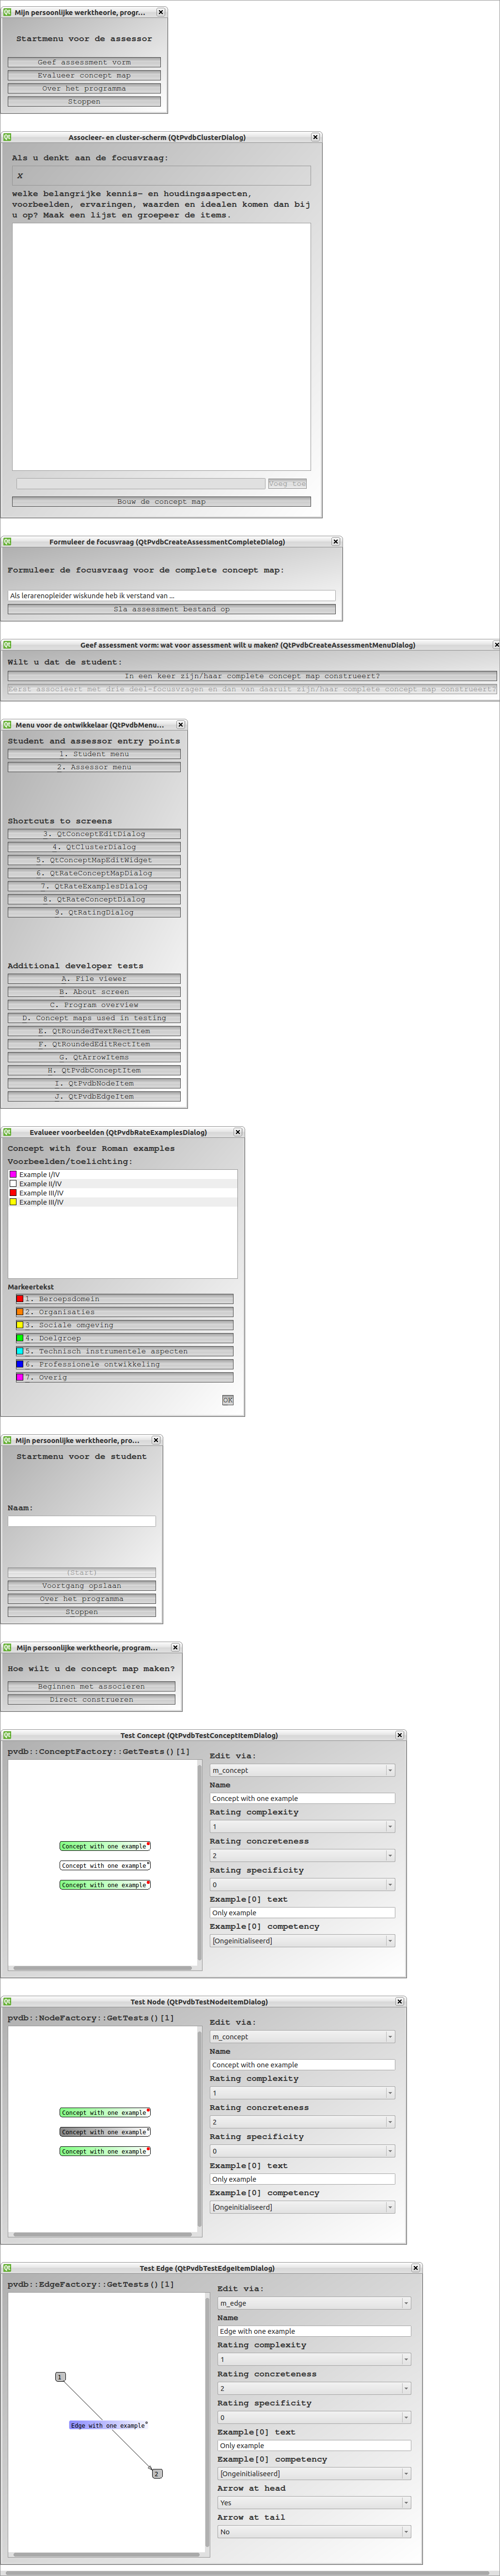 Mijn persoonlijke werktheorie, progr...
Startmenu voor de assessor
Geef assessment vorm
Evalueer concept map
Over het programma
Stoppen
Associeer- en cluster-scherm (QtPvdbClusterDialog)
Als u denkt aan de focusvraag:
X
welke belangrijke kennis- en houdingsaspecten,
voorbeelden, ervaringen, waarden en idealen komen dan bij
u op? Maak een lijst en groepeer de items.
Voeg toe
Bouw de concept map
Formuleer de focusvraag (QtPvdbCreateAssessmentCompleteDialog)
Formuleer de focusvraag voor de complete concept map:
Als lerarenopleider wiskunde heb ik verstand van ...
Sla assessment bestand op
Geef assessment vorm: wat voor assessment wilt u maken? (QtPvdbCreateAssessmentMenuDialog)
Wilt u dat de student:
In een keer zijn/haar complete concept map construeert?
Eerst associeert met drie deel-focusvragen en dan van daaruit zijn/haar complete concept map construeert?
Menu voor de ontwikkelaar (QtPvdbMenu...
Student and assessor entry points
1. Student menu
2. Assessor menu
Shortcuts to screens
3. QtConceptEditDialog
4. QtClusterDialog
5. QtConceptMapEditWidget
6. QtRateConceptMapDialog
7. QtRateExamplesDialog
8. QtRateConceptDialog
9. QtRatingDialog
Additional developer tests
A. File viewer
B. About screen
C. Program overview
D. Concept maps used in testing
E. QtRoundedTextRectItem
F. QtRoundedEditRectItem
G. QtArrowItems
H. QtPvdbConceptItem
I. QtPvdbNodeItem
J. QtPvdbEdgeItem
Evalueer voorbeelden (QtPvdbRateExamplesDialog)
Concept with four Roman examples
Voorbeelden/toelichting:
Example I/IV
Example II/IV
Example III/IV
Example III/IV
Markeertekst
1. Beroepsdomein
2. Organisaties
3. Sociale omgeving
4. Doelgroep
5. Technisch instrumentele aspecten
6. Professionele ontwikkeling
7. Overig
OK
Mijn persoonlijke werktheorie, pro...
Startmenu voor de student
Naam:
(Start)
Voortgang opslaan
Over het programma
Stoppen
Mijn persoonlijke werktheorie, program...
Hoe wilt u de concept map maken?
Beginnen met associeren
Direct construeren
Test Concept (QtPvdbTestConceptItemDialog)
pvdb::ConceptFactory::GetTests()[1]
Concept with one example
Concept with one example
Concept with one example
Edit via:
m_concept
Name
Concept with one example
Rating complexity
1
Rating concreteness
2
Rating specificity
0
Example[0] text
Only example
Example[0] competency
[Ongeinitialiseerd]
Test Node (QtPvdbTestNodeItemDialog)
pvdb::NodeFactory::GetTests()[1]
Concept with one example
Concept with one example
Concept with one example
Edit via:
m_concept
Name
Concept with one example
Rating complexity
1
Rating concreteness
2
Rating specificity
0
Example[0] text
Only example
Example[0] competency
[Ongeinitialiseerd]
Test Edge (QtPvdbTestEdgeItemDialog)
pvdb::EdgeFactory::GetTests()[1]
1
Edge with one example
2
Edit via:
m_edge
Name
Edge with one example
Rating complexity
1
Rating concreteness
2
Rating specificity
0
Example[0] text
Only example
Example[0] competency
[Ongeinitialiseerd]
Arrow at head
Yes
Arrow at tail
No